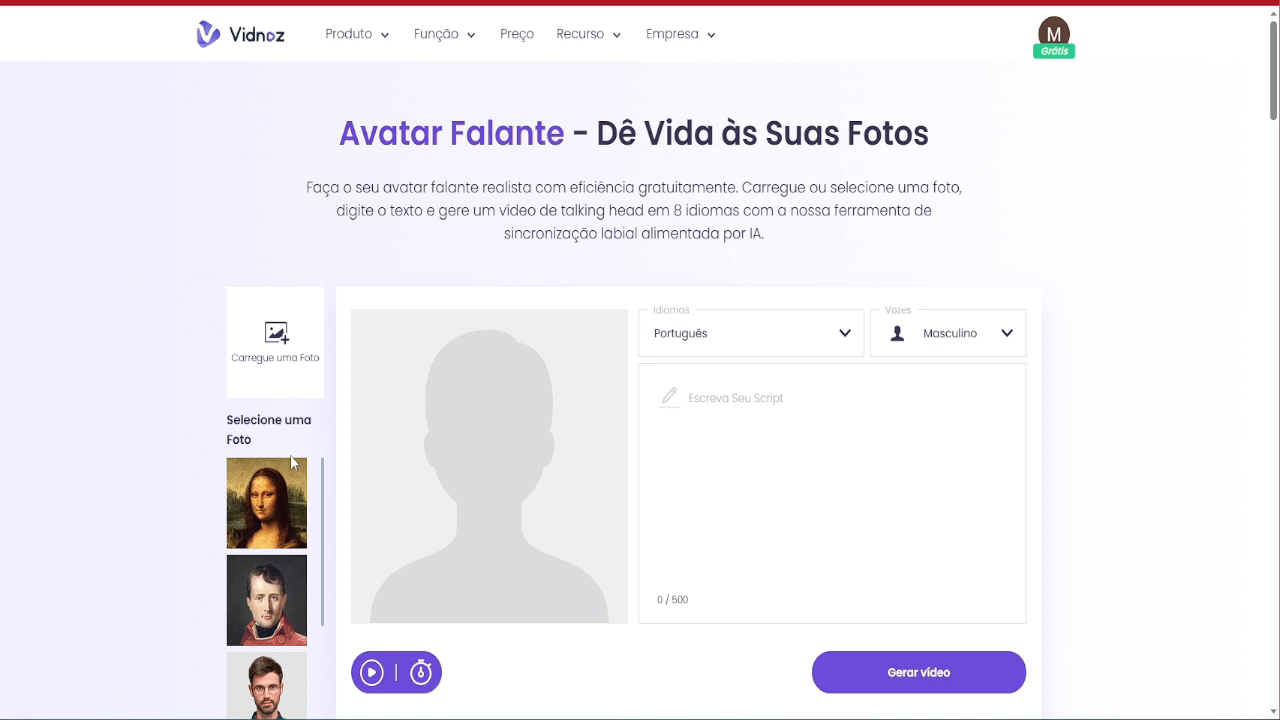 Vidnoz
Produto
Função
Preço
Recurso
Empresa
M
Grátis
Avatar Falante - Dê Vida às Suas Fotos
Faça o seu avatar falante realista com eficiência gratuitamente. Carregue ou selecione uma foto,
digite o texto e gere um vídeo de talking head em 8 idiomas com a nossa ferramenta de
sincronização labial alimentada por IA.
Carregue uma Foto
Selecione uma
Foto
Idiomas
Português
Vozes
Masculino
Escreva Seu Script
0 / 500
Gerar vídeo